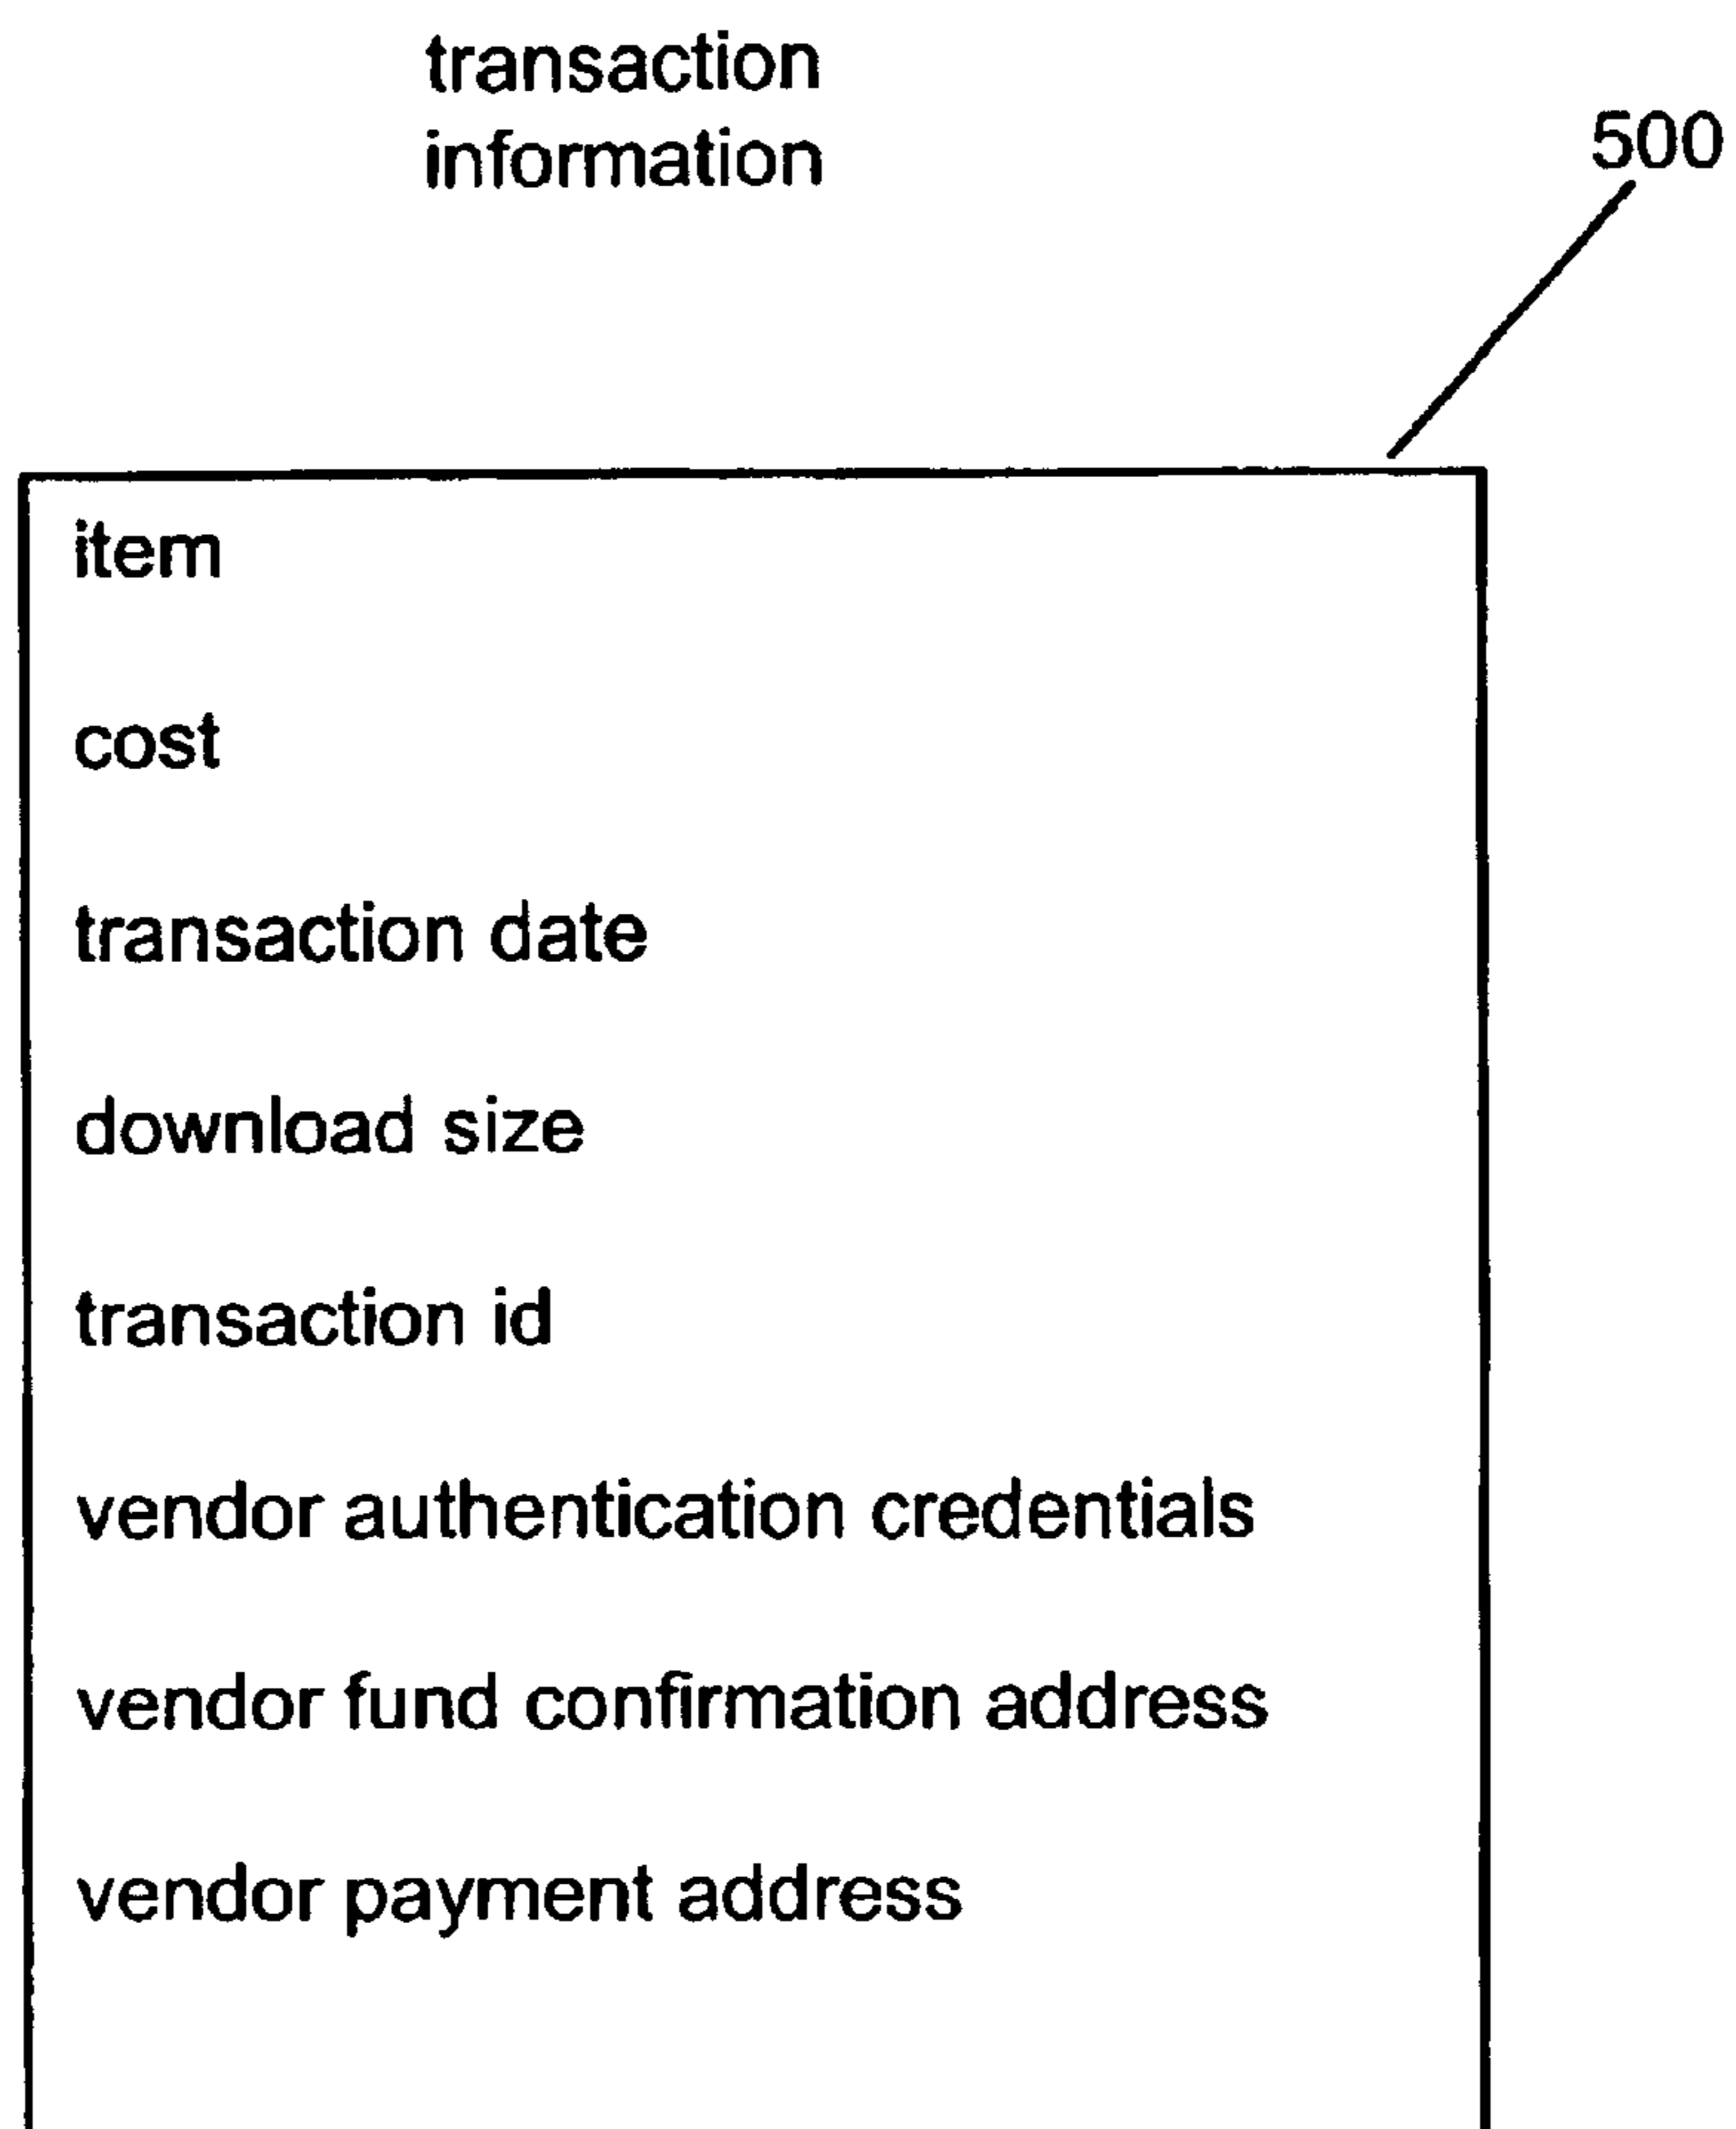 transaction
information
500
item
cost
transaction date
download size
transaction id
vendor authentication credentials
vendor fund confirmation address
vendor payment address